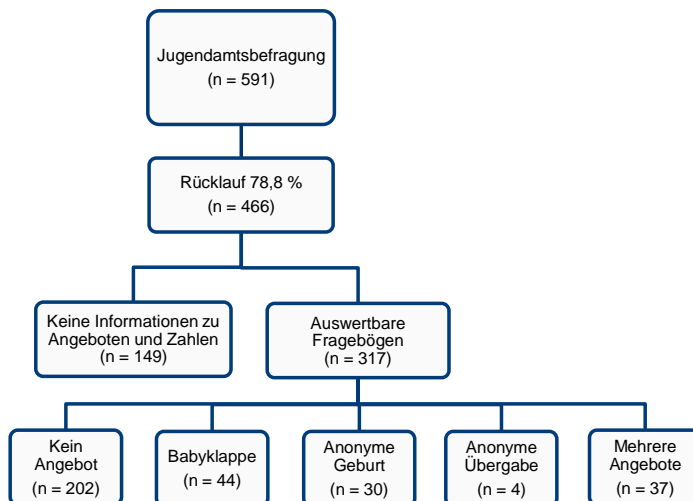 Jugendamtsbefragung
(n = 591)
Rücklauf 78,8 %
(n = 466)
Keine Informationen zu
Angeboten und Zahlen
(n = 149)
Auswertbare
Fragebögen
(n = 317)
Kein
Angebot
(n = 202)
Babyklappe
(n = 44)
Anonyme
Geburt
(n = 30)
Anonyme
Übergabe
(n = 4)
Mehrere
Angebote
(n = 37)